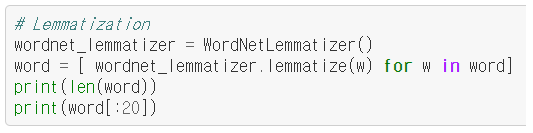 # Lemmatization
wordnet_lemmatizer = WordNetLemmatizer()
word = [ wordnet_lemmatizer.lemmatize(w) for w in word]
print(len(word))
print(word[:20])